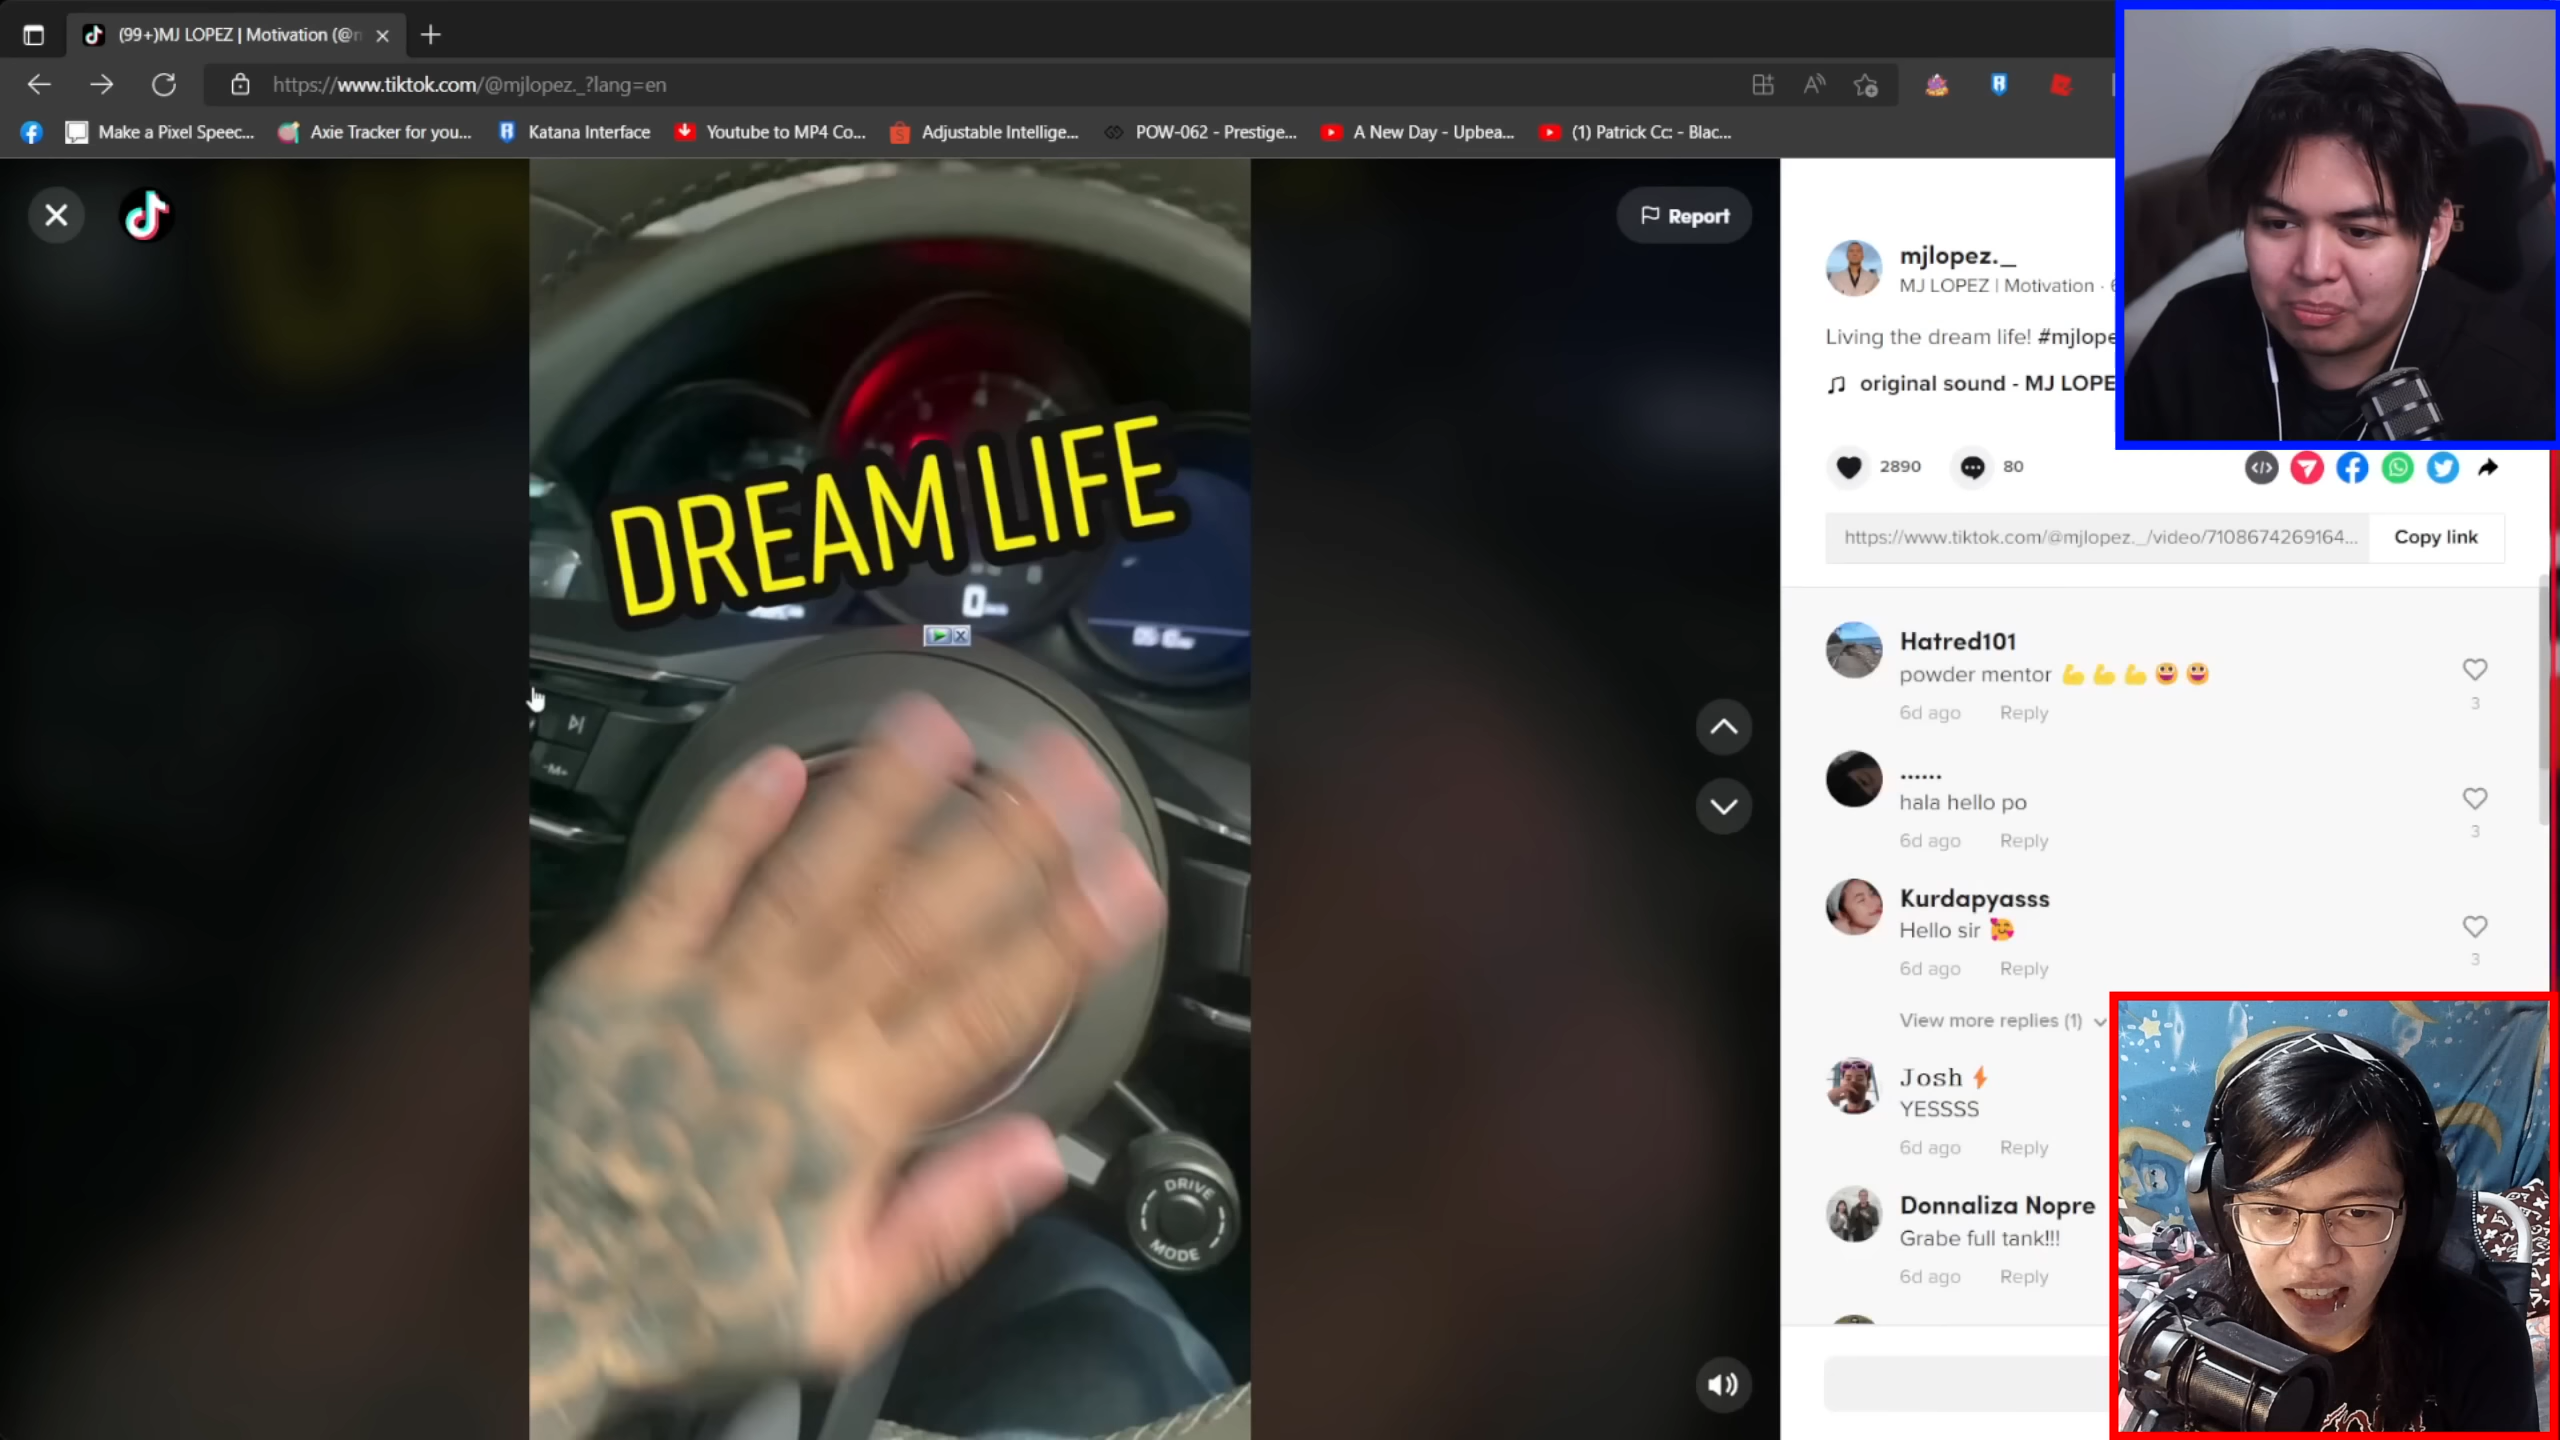 (99+)MJ LOPEZ | Motivation (@m
https://www.tiktok.com/@mjlopez._?lang=en
Make a Pixel Speec...
Axie Tracker for you...
Katana Interface
Youtube to MP4 Co...
Adjustable Intellige...
POW-062 - Prestige...
A New Day - Upbea...
(1) Patrick Cc: - Blac...
Report
DREAM LIFE
0
DRIVE
MODE
mjlopez._
MJ LOPEZ | Motivation ·
Living the dream life! #mjlope
original sound - MJ LOPE
2890
80
https://www.tiktok.com/@mjlopez._/video/7108674269164...
Copy link
Hatred101
powder mentor 💪💪💪😃😃
3
6d ago Reply
......
hala hello po
3
6d ago Reply
Kurdapyasss
Hello sir 🥰
3
6d ago Reply
View more replies (1)
Josh⚡
YESSSS
6d ago Reply
Donnaliza Nopre
Grabe full tank!!!
6d ago Reply